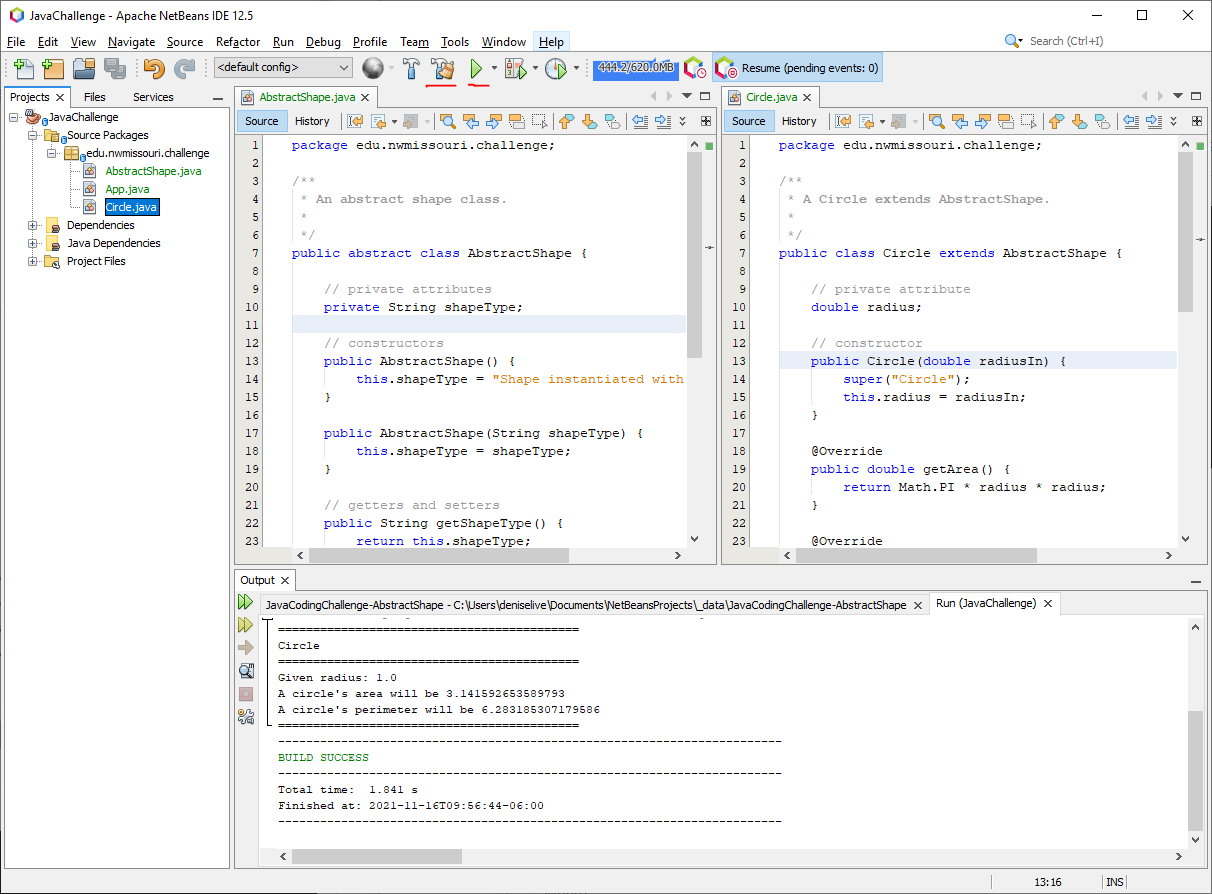 JavaChallenge - Apache NetBeans IDE 12.5
File Edit View Navigate Source Refactor Run Debug Profile Team Tools Window Help
Search (Ctrl+I)
<default config>
444.2/620.0MB
Resume (pending events: 0)
Projects Files Services
JavaChallenge
Source Packages
edu.nwmissouri.challenge
AbstractShape.java
App.java
Circle.java
Dependencies
Java Dependencies
Project Files
AbstractShape.java
Source History
1 package edu.nwmissouri.challenge;
2
3 /**
4 * An abstract shape class.
5 *
6 */
7 public abstract class AbstractShape {
8
9 // private attributes
10 private String shapeType;
11
12 // constructors
13 public AbstractShape() {
14 this.shapeType = "Shape instantiated with
15 }
16
17 public AbstractShape(String shapeType) {
18 this.shapeType = shapeType;
19 }
20
21 // getters and setters
22 public String getShapeType() {
23 return this.shapeType;
Circle.java
Source History
1 package edu.nwmissouri.challenge;
2
3 /**
4 * A Circle extends AbstractShape.
5 *
6 */
7 public class Circle extends AbstractShape {
8
9 // private attribute
10 double radius;
11
12 // constructor
13 public Circle(double radiusIn) {
14 super("Circle");
15 this.radius = radiusIn;
16 }
17
18 @Override
19 public double getArea() {
20 return Math.PI * radius * radius;
21 }
22
23 @Override
Output
JavaCodingChallenge-AbstractShape - C:\Users\deniselive\Documents\NetBeansProjects\_data\JavaCodingChallenge-AbstractShape
Run (JavaChallenge)
===========================================
Circle
===========================================
Given radius: 1.0
A circle's area will be 3.141592653589793
A circle's perimeter will be 6.283185307179586
===========================================
------------------------------------------------------------------------
BUILD SUCCESS
------------------------------------------------------------------------
Total time:  1.841 s
Finished at: 2021-11-16T09:56:44-06:00
------------------------------------------------------------------------
13:16 INS